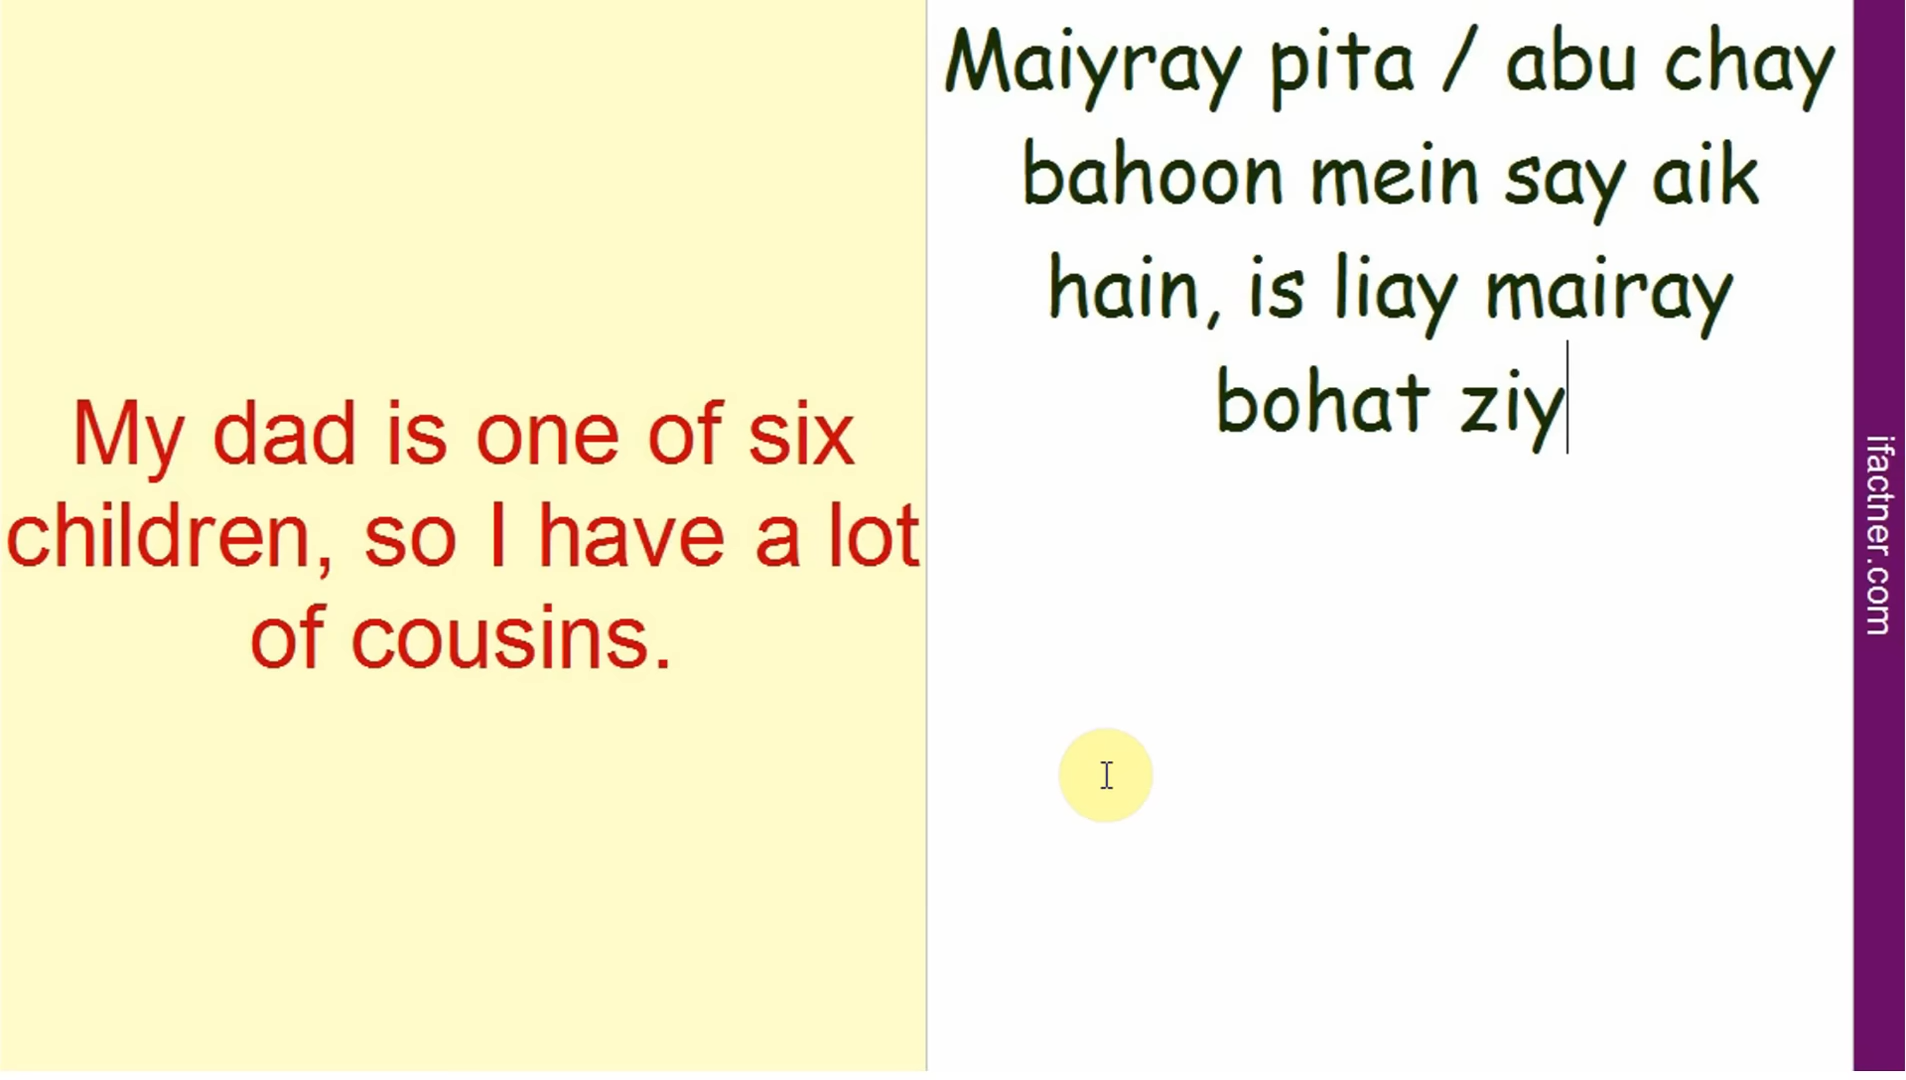 My dad is one of six
children, so I have a lot
of cousins.
Maiyray pita / abu chay
bahoon mein say aik
hain, is liay mairay
bohat ziy
ifactner.com